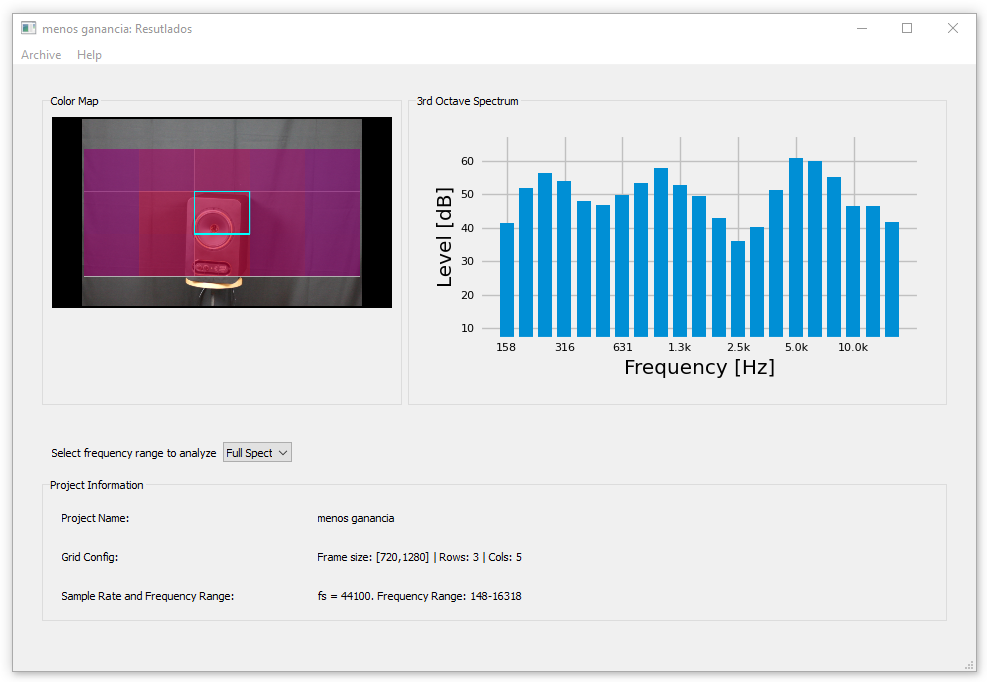 menos ganancia: Resutlados
Archive Help
Color Map
3rd Octave Spectrum
60
50
40
30
20
10
Level [dB]
158 316 631 1.3k 2.5k 5.0k 10.0k
Frequency [Hz]
Select frequency range to analyze Full Spect
Project Information
Project Name: menos ganancia
Grid Config: Frame size: [720,1280] | Rows: 3 | Cols: 5
Sample Rate and Frequency Range: fs = 44100. Frequency Range: 148-16318